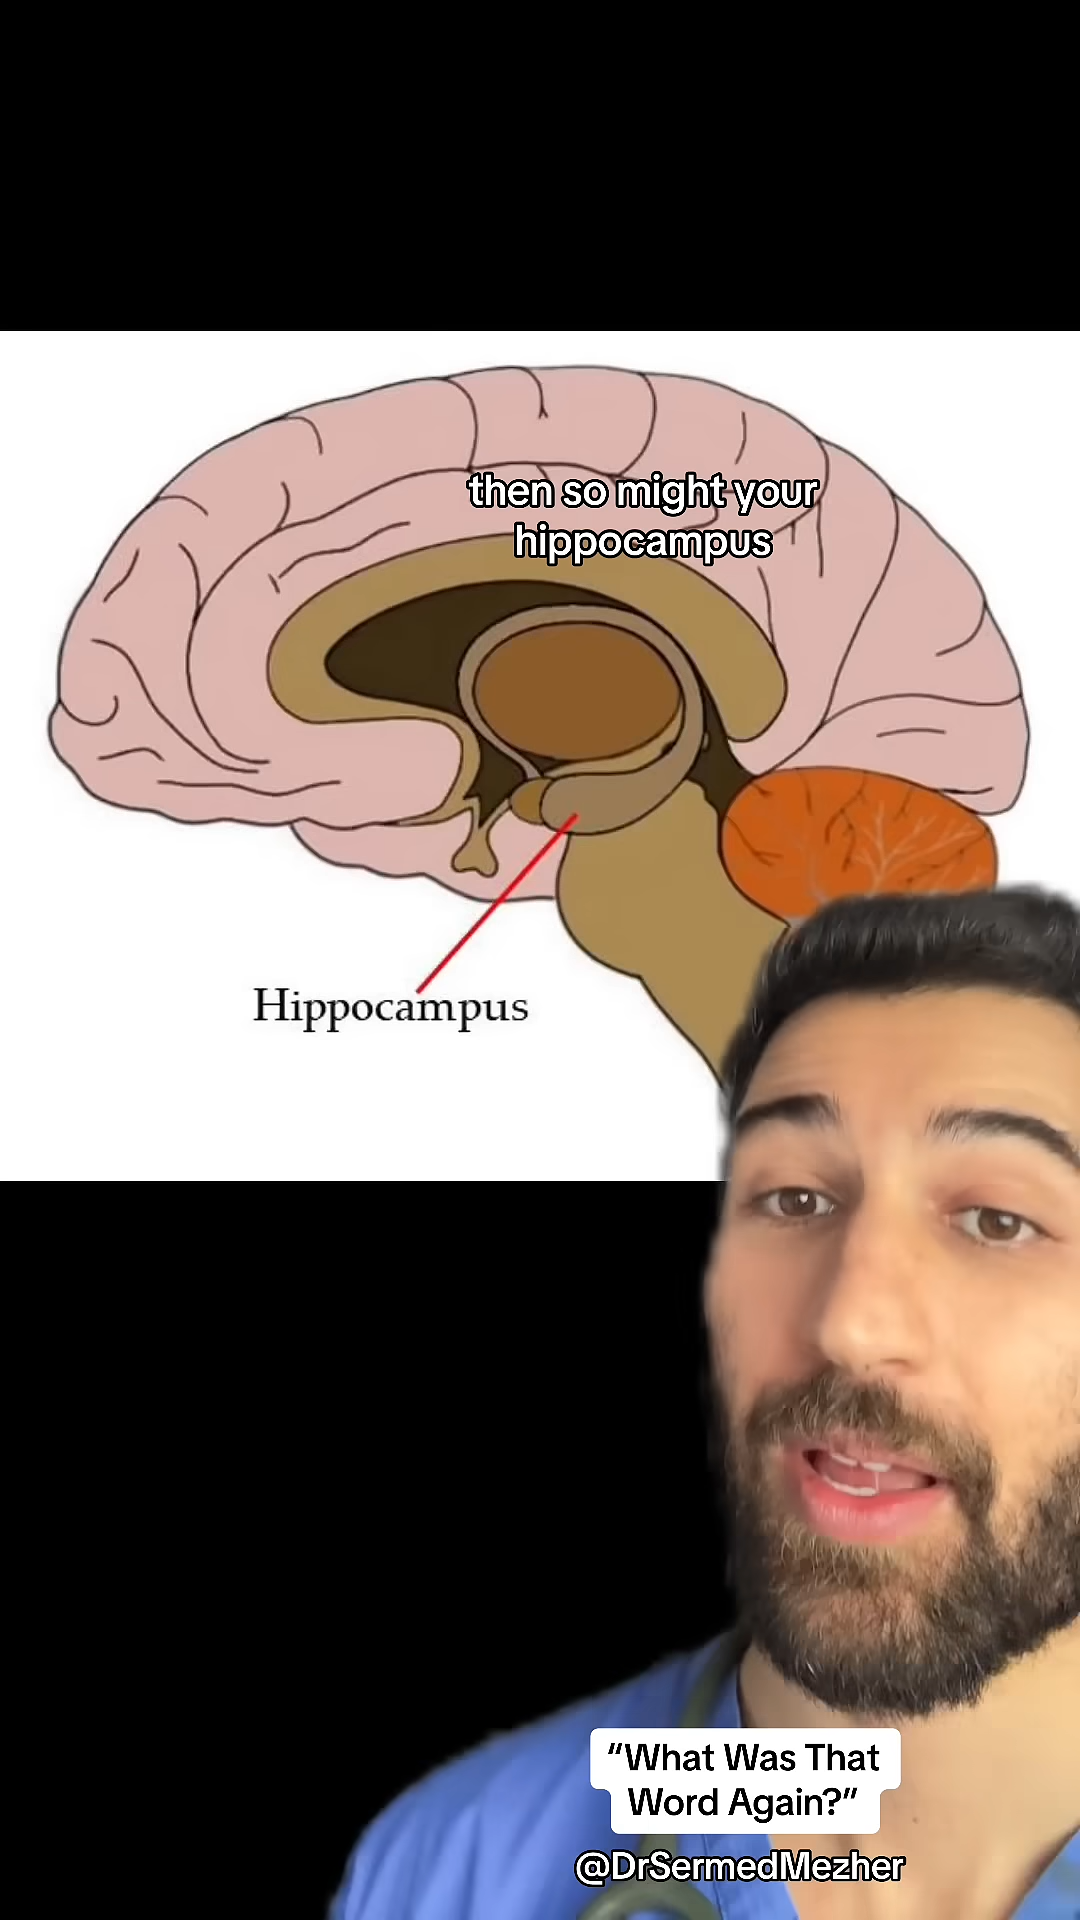 then so might your
hippocampus
Hippocampus
“What Was That
Word Again?”
@DrSermedMezher